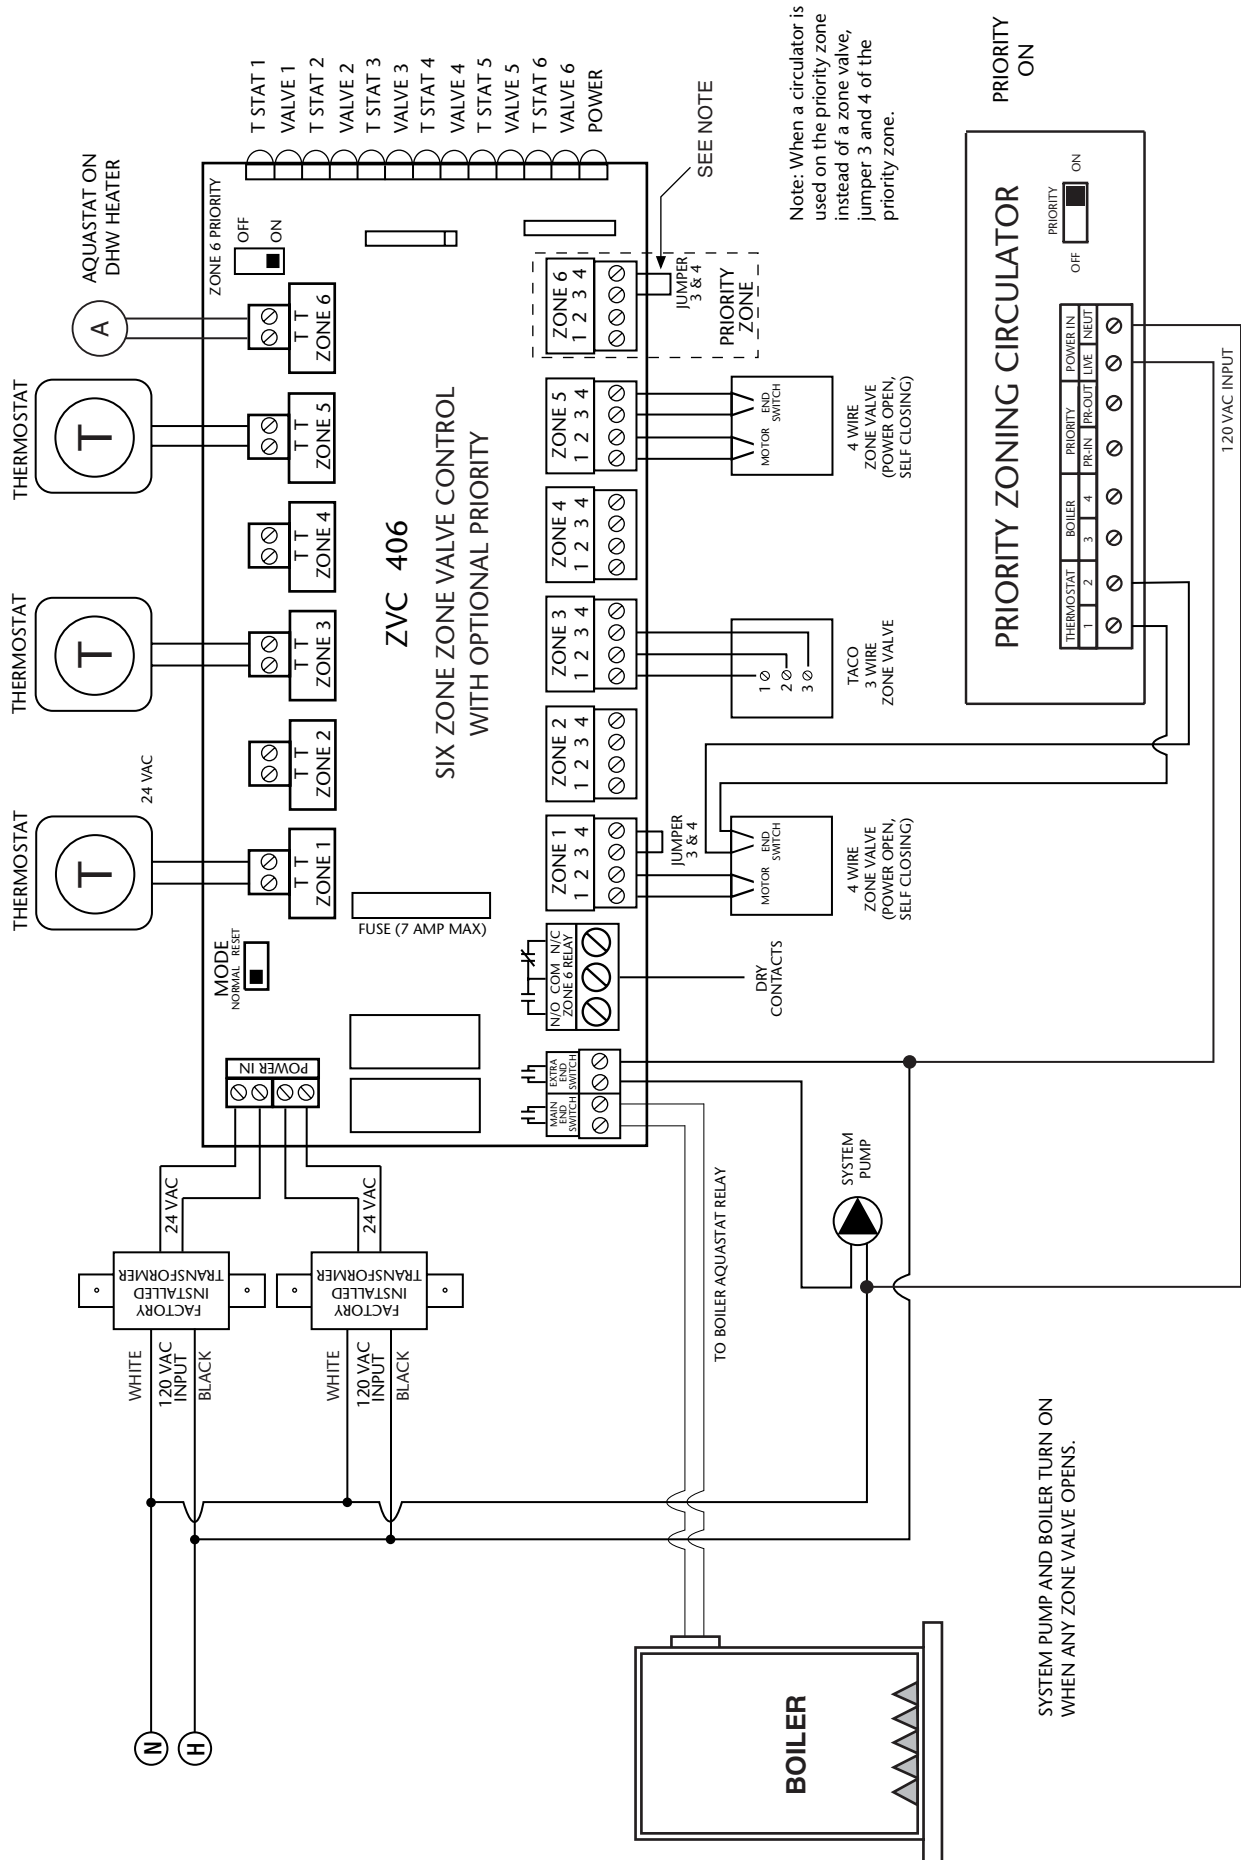 THERMOSTAT
T
THERMOSTAT
T
THERMOSTAT
T
AQUASTAT ON
DHW HEATER
A
24 VAC
N
H
WHITE
120 VAC
INPUT
BLACK
FACTORY
INSTALLED
TRANSFORMER
24 VAC
WHITE
120 VAC
INPUT
BLACK
FACTORY
INSTALLED
TRANSFORMER
24 VAC
POWER IN
MODE
NORMAL RESET
T T
ZONE 1
T T
ZONE 2
T T
ZONE 3
T T
ZONE 4
T T
ZONE 5
T T
ZONE 6
ZONE 6 PRIORITY
OFF
ON
T STAT 1
VALVE 1
T STAT 2
VALVE 2
T STAT 3
VALVE 3
T STAT 4
VALVE 4
T STAT 5
VALVE 5
T STAT 6
VALVE 6
POWER
FUSE (7 AMP MAX)
ZVC 406
SIX ZONE ZONE VALVE CONTROL
WITH OPTIONAL PRIORITY
MAIN
END
SWITCH
EXTRA
END
SWITCH
N/O COM N/C
ZONE 6 RELAY
ZONE 1
1 2 3 4
ZONE 2
1 2 3 4
ZONE 3
1 2 3 4
ZONE 4
1 2 3 4
ZONE 5
1 2 3 4
ZONE 6
1 2 3 4
JUMPER
3 & 4
PRIORITY
ZONE
SEE NOTE
JUMPER
3 & 4
MOTOR
END
SWITCH
4 WIRE
ZONE VALVE
(POWER OPEN,
SELF CLOSING)
1
2
3
TACO
3 WIRE
ZONE VALVE
MOTOR
END
SWITCH
4 WIRE
ZONE VALVE
(POWER OPEN,
SELF CLOSING)
DRY
CONTACTS
TO BOILER AQUASTAT RELAY
SYSTEM
PUMP
BOILER
Note: When a circulator is
used on the priority zone
instead of a zone valve,
jumper 3 and 4 of the
priority zone.
PRIORITY ZONING CIRCULATOR
PRIORITY
OFF
ON
PRIORITY
ON
THERMOSTAT
BOILER
PRIORITY
POWER IN
1
2
3
4
PR-IN
PR-OUT
LIVE
NEUT
120 VAC INPUT
SYSTEM PUMP AND BOILER TURN ON
WHEN ANY ZONE VALVE OPENS.